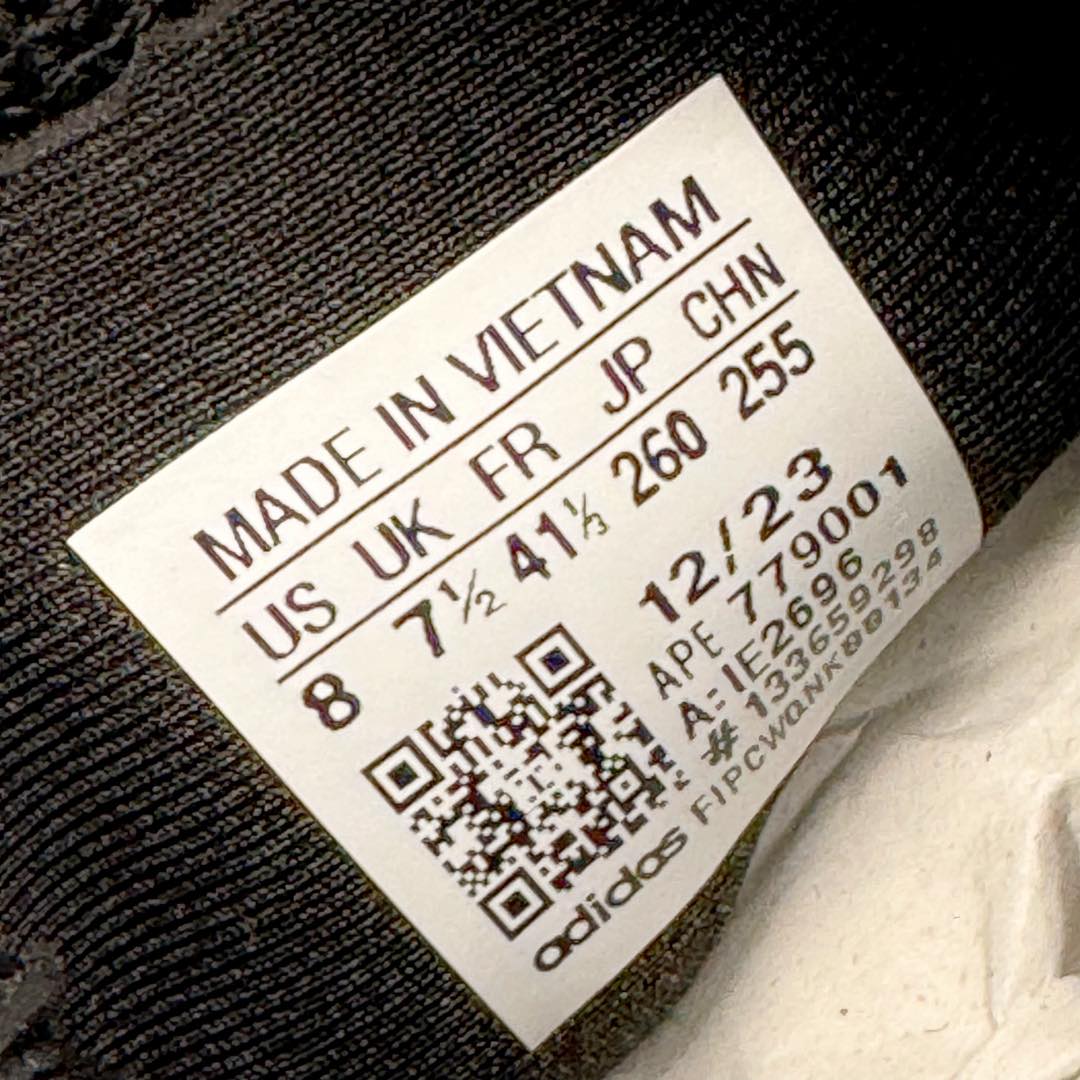 MADE IN VIETNAM
US UK FR JP CHN
8 7½ 41⅓ 260 255
12/23
APE 779001
A: IE2696
# 133659298
adidas FIPCWQNK80134